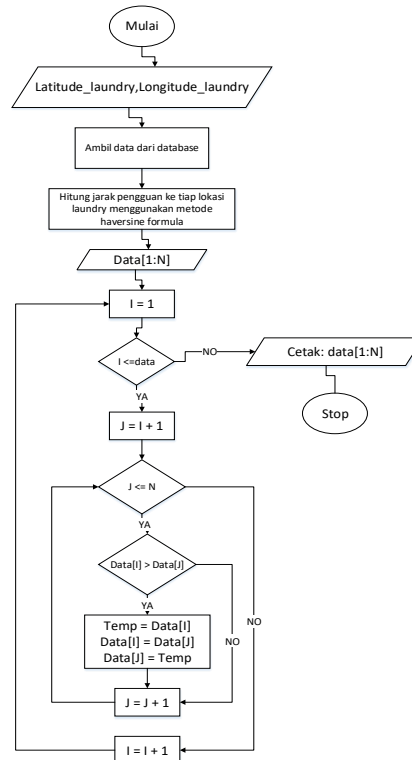 Mulai
Latitude_laundry,Longitude_laundry
Ambil data dari database
Hitung jarak pengguan ke tiap lokasi
laundry menggunakan metode
haversine formula
Data[1:N]
I = 1
I <=data
NO
Cetak: data[1:N]
Stop
YA
J = I + 1
J <= N
YA
Data[I] > Data[J]
YA
NO
NO
Temp = Data[I]
Data[I] = Data[J]
Data[J] = Temp
J = J + 1
I = I + 1